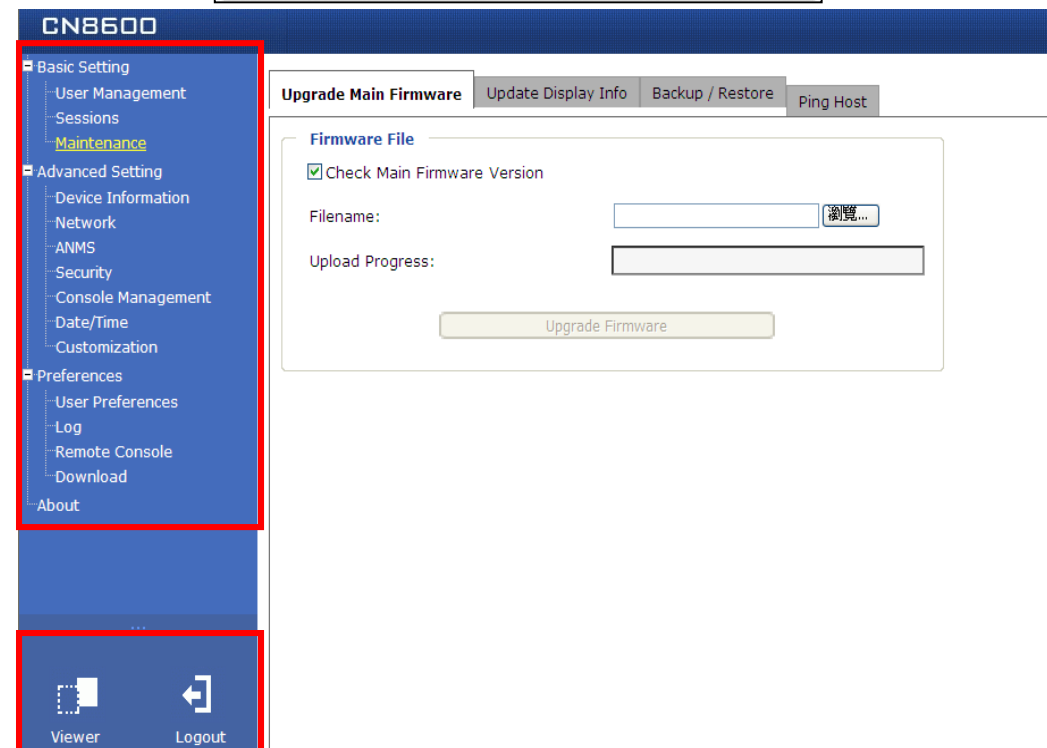 CN8600
Basic Setting
User Management
Sessions
Maintenance
Advanced Setting
Device Information
Network
ANMS
Security
Console Management
Date/Time
Customization
Preferences
User Preferences
Log
Remote Console
Download
About
Viewer
Logout
Upgrade Main Firmware
Update Display Info
Backup / Restore
Ping Host
Firmware File
Check Main Firmware Version
Filename:
瀏覽...
Upload Progress:
Upgrade Firmware